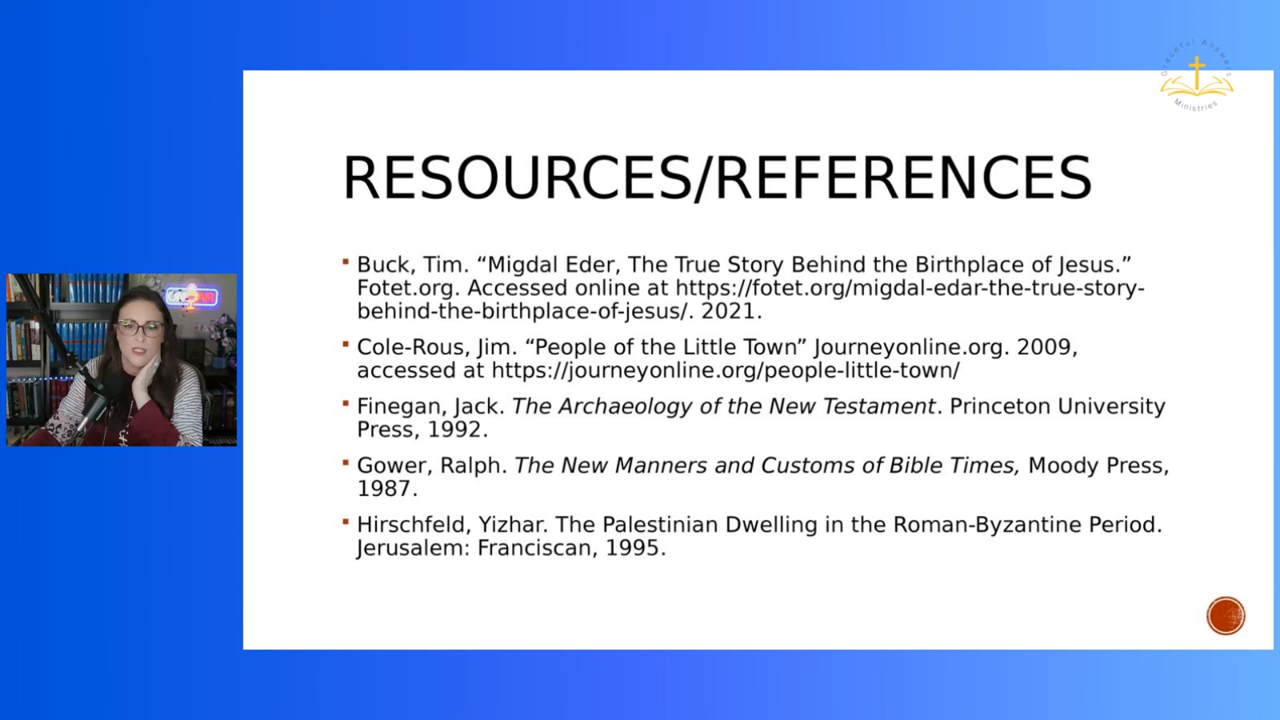 Graceful Answers
Ministries
RESOURCES/REFERENCES
Buck, Tim. “Migdal Eder, The True Story Behind the Birthplace of Jesus.”
Fotet.org. Accessed online at https://fotet.org/migdal-edar-the-true-story-
behind-the-birthplace-of-jesus/. 2021.
Cole-Rous, Jim. “People of the Little Town” Journeyonline.org. 2009,
accessed at https://journeyonline.org/people-little-town/
Finegan, Jack. The Archaeology of the New Testament. Princeton University
Press, 1992.
Gower, Ralph. The New Manners and Customs of Bible Times, Moody Press,
1987.
Hirschfeld, Yizhar. The Palestinian Dwelling in the Roman-Byzantine Period.
Jerusalem: Franciscan, 1995.